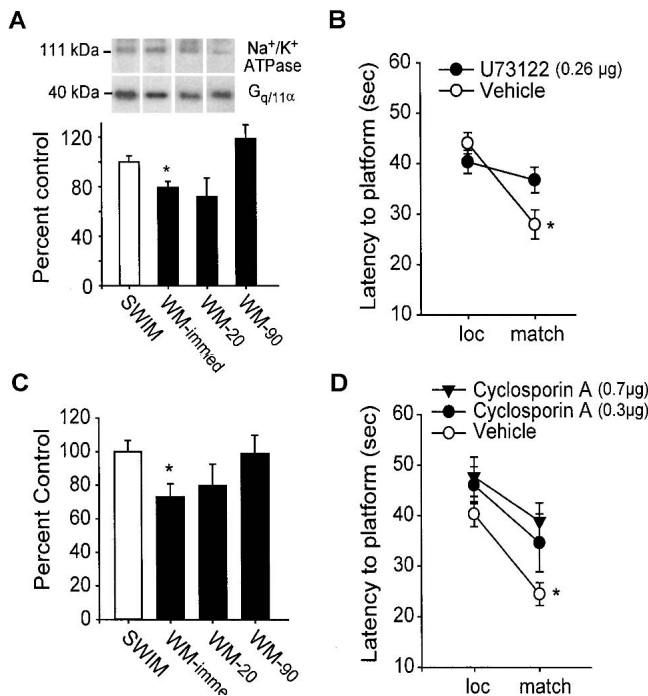 A
111 kDa
Na⁺/K⁺
ATPase
40 kDa
Gq/11α
Percent control
120
80
40
0
*
SWIM
WM-immed
WM-20
WM-90
B
U73122 (0.26 µg)
Vehicle
Latency to platform (sec)
60
50
40
30
20
10
*
loc match
C
Percent Control
120
100
80
60
40
20
0
*
SWIM
WM-imme
WM-20
WM-90
D
Cyclosporin A (0.7µg)
Cyclosporin A (0.3µg)
Vehicle
Latency to platform (sec)
60
50
40
30
20
10
*
loc match